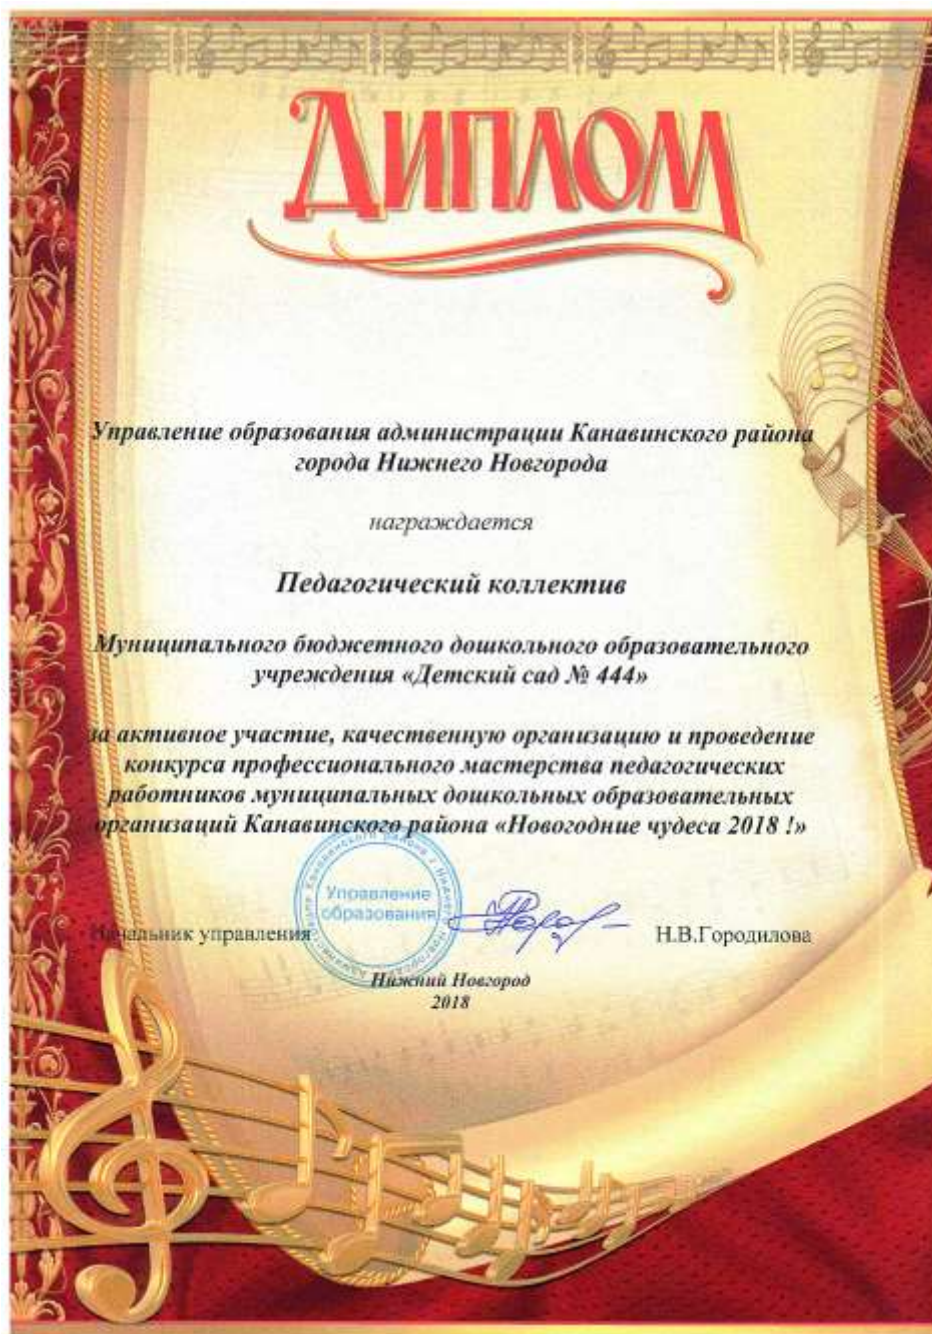 Диплом
Управление образования администрации Канавинского района
города Нижнего Новгорода
награждается
Педагогический коллектив
Муниципального бюджетного дошкольного образовательного
учреждения «Детский сад № 444»
за активное участие, качественную организацию и проведение
конкурса профессионального мастерства педагогических
работников муниципальных дошкольных образовательных
организаций Канавинского района «Новогодние чудеса 2018 !»
Управление
образования
Начальник управления
Н.В.Городилова
Нижний Новгород
2018